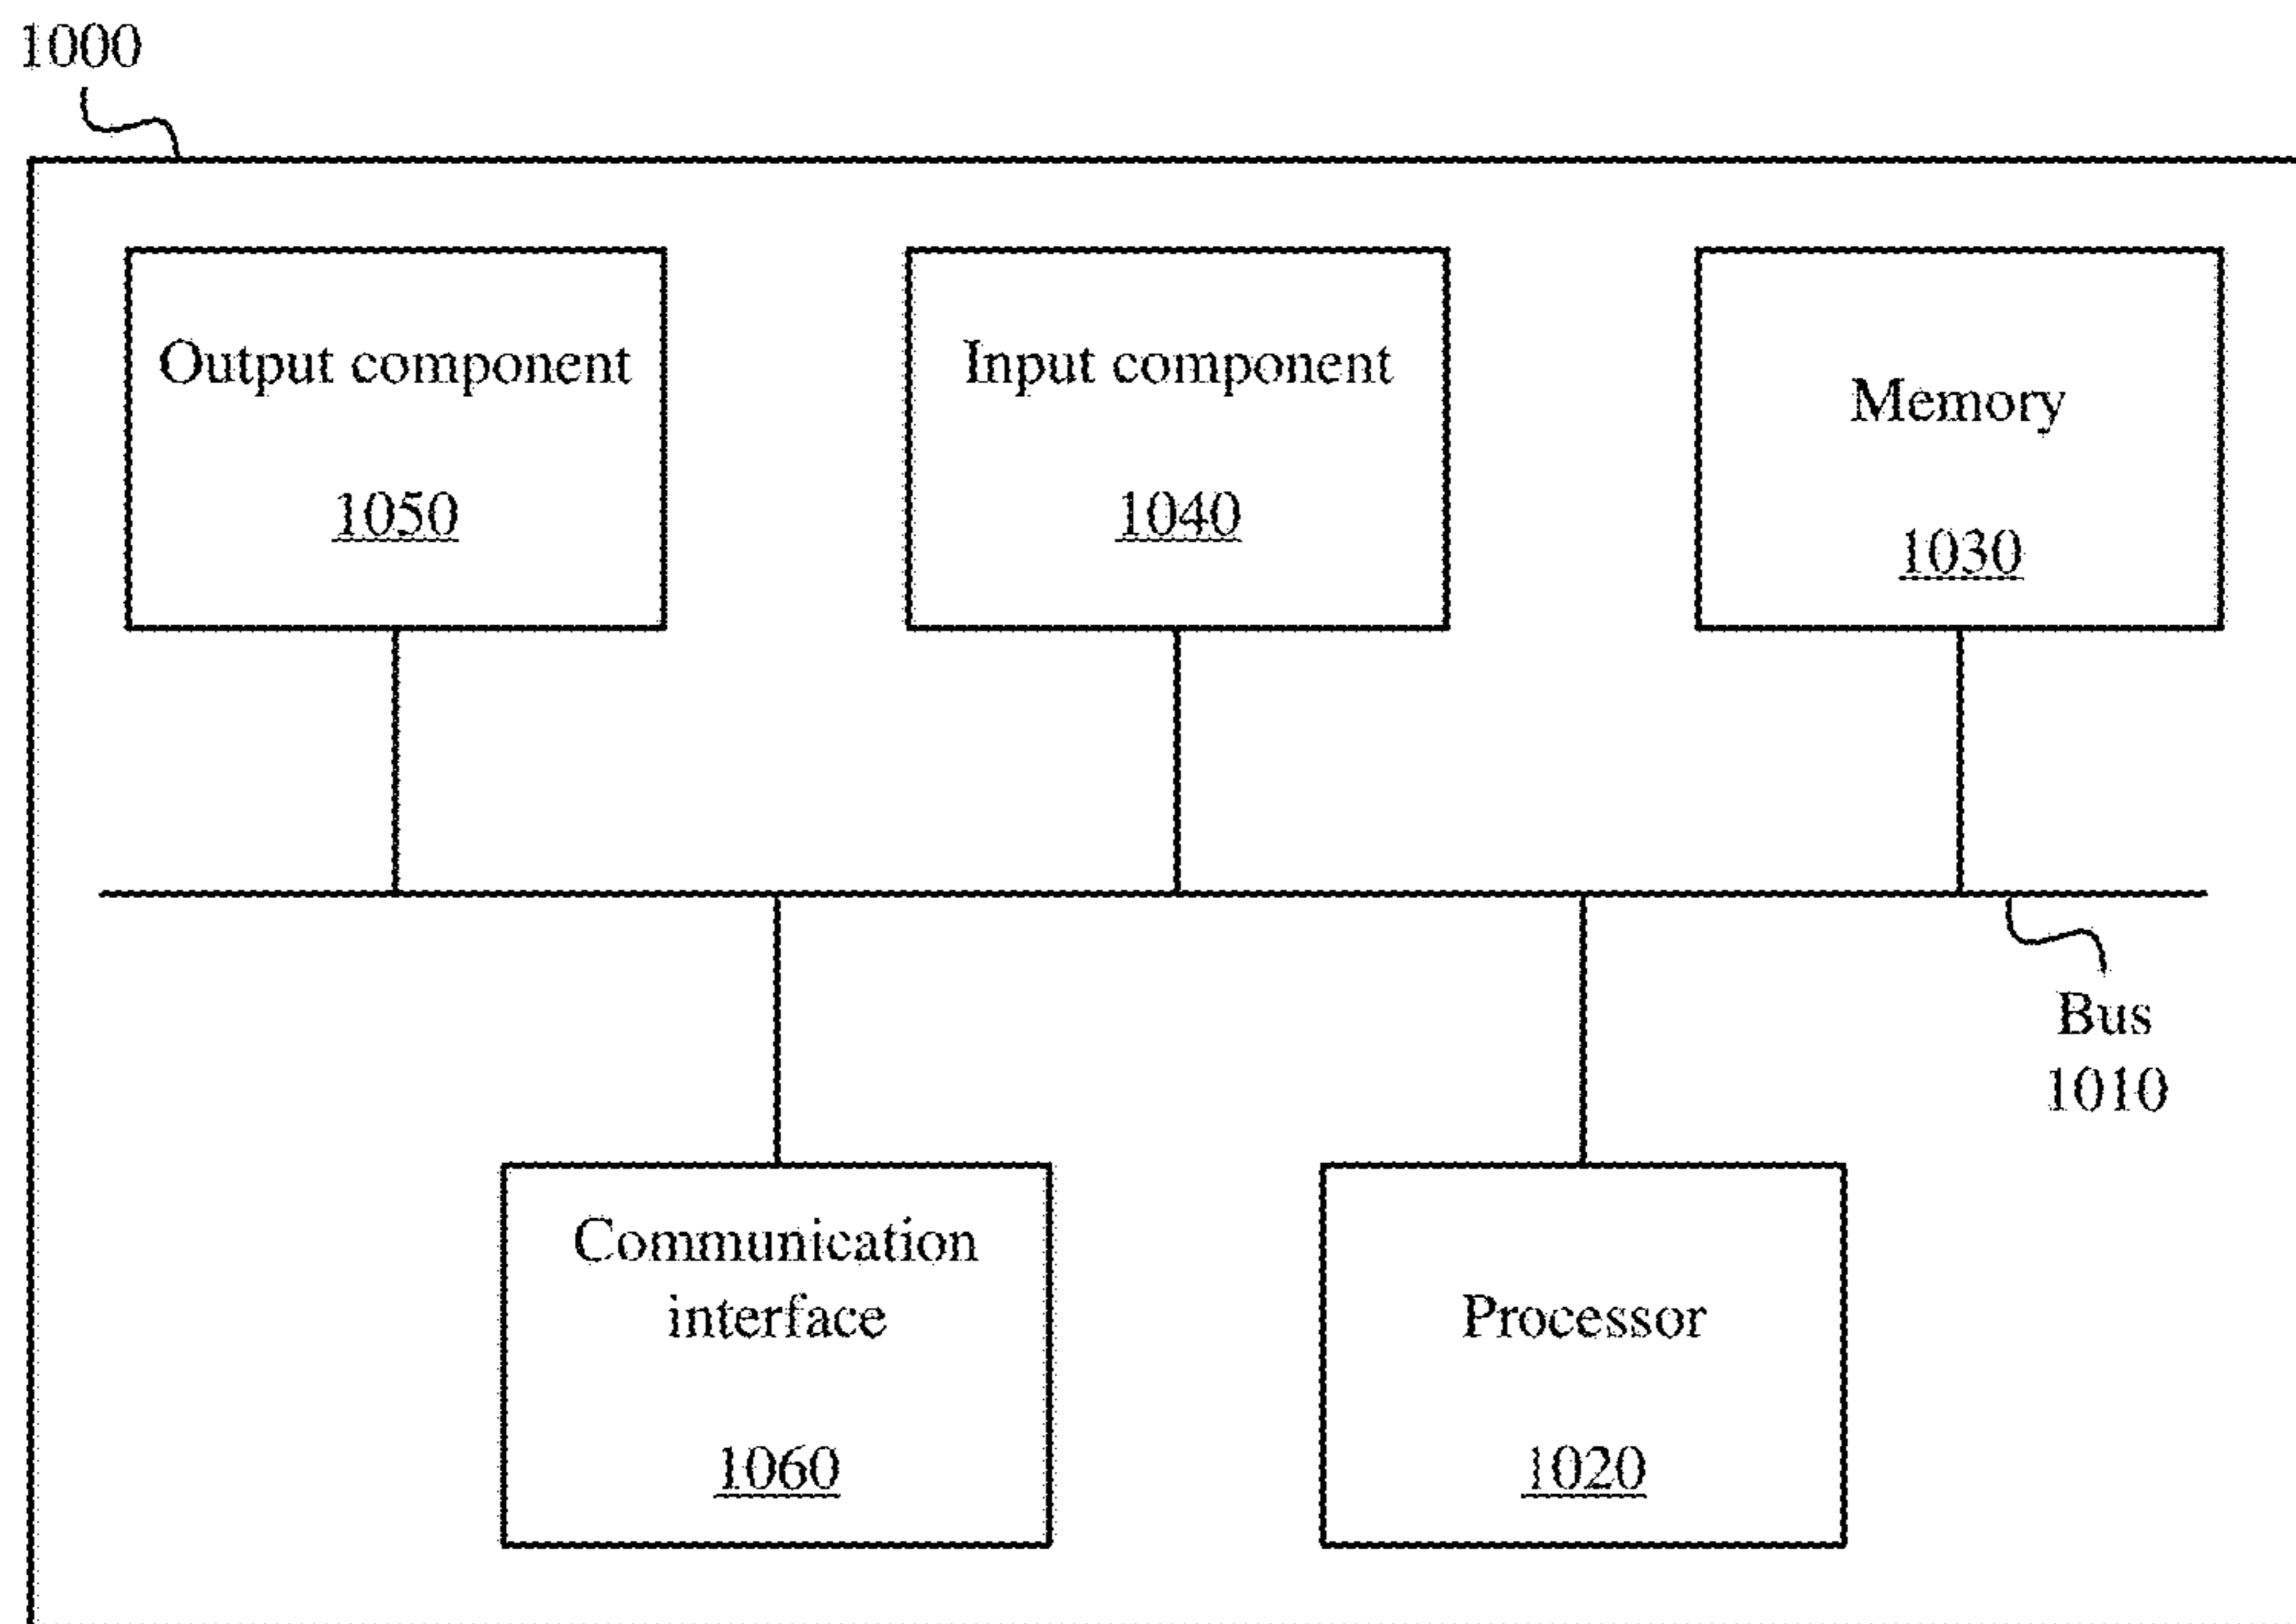 1000
Output component
1050
Input component
1040
Memory
1030
Bus
1010
Communication
interface
1060
Processor
1020